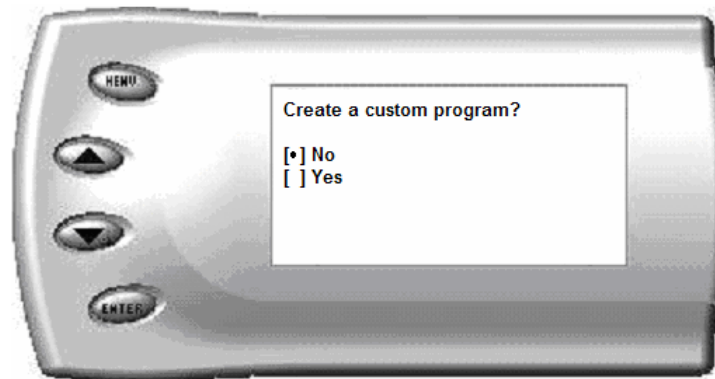 MENU
Create a custom program?
[•] No
[ ] Yes
ENTER